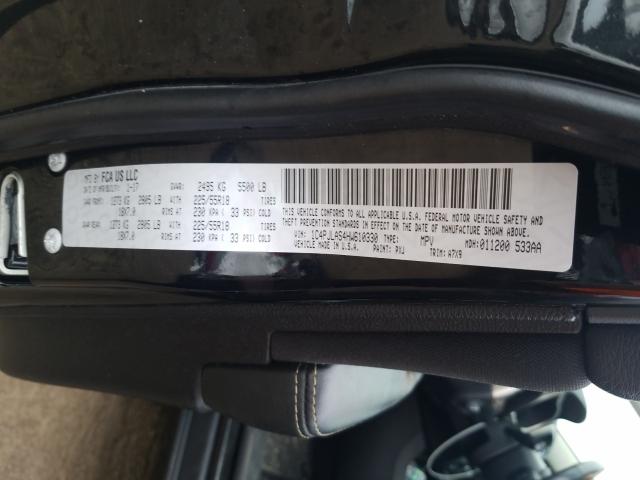 MFD BY FCA US LLC
DATE OF MFR 1-17 GVWR: 2495 KG 5500 LB
GAWR FRONT: 1273 KG 2805 LB 225/55R18 TIRES
18X7.0 RIMS AT 230 KPA( 33 PSI) COLD
GAWR REAR: 1273 KG 2805 LB 225/55R18 TIRES
18X7.0 RIMS AT 230 KPA( 33 PSI) COLD
THIS VEHICLE CONFORMS TO ALL APPLICABLE U.S.A. FEDERAL MOTOR VEHICLE SAFETY AND
THEFT PREVENTION STANDARDS IN EFFECT ON THE DATE OF MANUFACTURE SHOWN ABOVE.
VIN: 1C4PJLAS4HW610330 TYPE: MPV MDH: 011200 533AA
VEHICLE MADE IN U.S.A. PAINT: PXJ TRIM: A7X9